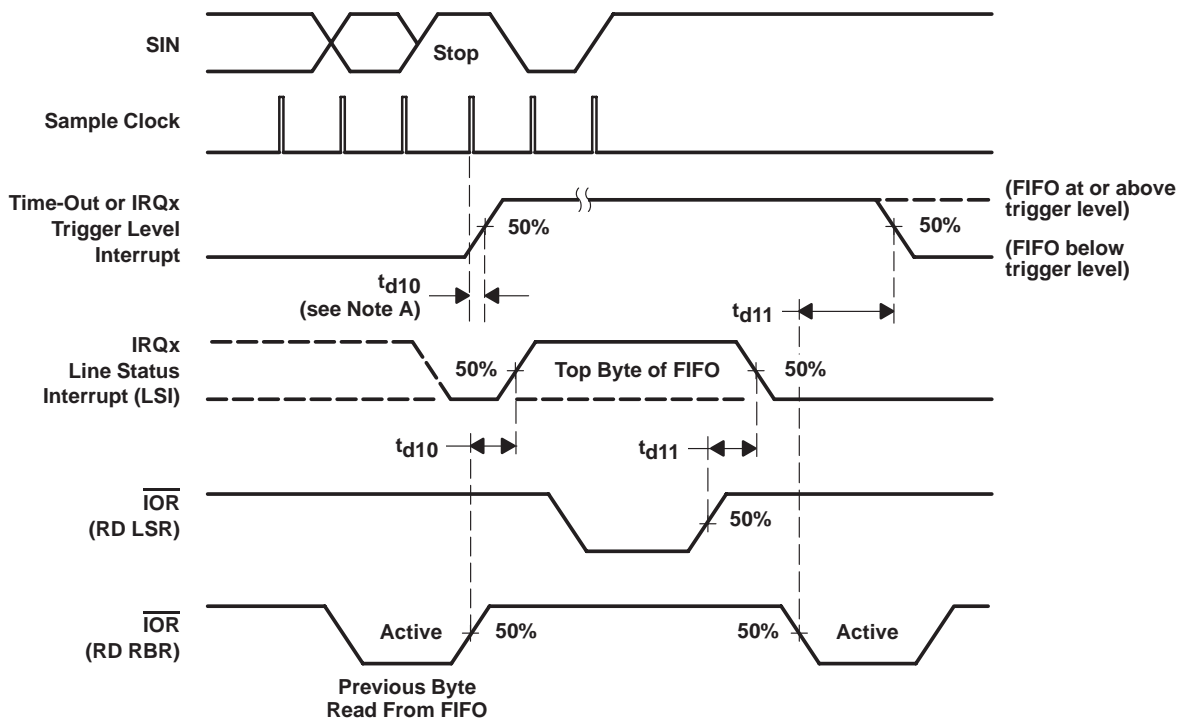 SIN
Stop
Sample Clock
Time-Out or IRQx
Trigger Level
Interrupt
50%
50%
(FIFO at or above
trigger level)
(FIFO below
trigger level)
td10
(see Note A)
td11
IRQx
Line Status
Interrupt (LSI)
50%
Top Byte of FIFO
50%
td10
td11
IOR
(RD LSR)
50%
IOR
(RD RBR)
Active
50%
50%
Active
Previous Byte
Read From FIFO